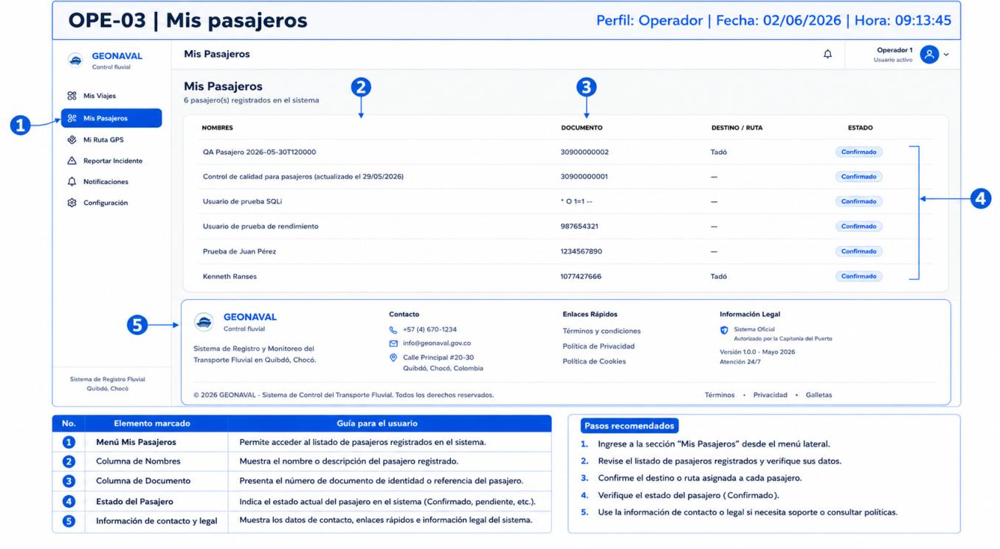 OPE-03 | Mis pasajeros
Perfil: Operador | Fecha: 02/06/2026 | Hora: 09:13:45
GEONAVAL
Control fluvial
Mis Viajes
Mis Pasajeros
Mi Ruta GPS
Reportar Incidente
Notificaciones
Configuración
Sistema de Registro Fluvial
Quibdó, Chocó
1
Mis Pasajeros
Operador 1
Usuario activo
Mis Pasajeros
6 pasajero(s) registrados en el sistema
2
3
NOMBRES DOCUMENTO DESTINO / RUTA ESTADO
QA Pasajero 2026-05-30T120000 30900000002 Tadó Confirmado
Control de calidad para pasajeros (actualizado el 29/05/2026) 30900000001 — Confirmado
Usuario de prueba SQLi * O 1=1 -- — Confirmado
Usuario de prueba de rendimiento 987654321 — Confirmado
Prueba de Juan Pérez 1234567890 — Confirmado
Kenneth Ranses 1077427666 Tadó Confirmado
4
5
GEONAVAL
Control fluvial
Sistema de Registro y Monitoreo del
Transporte Fluvial en Quibdó, Chocó.
Contacto
+57 (4) 670-1234
info@geonaval.gov.co
Calle Principal #20-30
Quibdó, Chocó, Colombia
Enlaces Rápidos
Términos y condiciones
Política de Privacidad
Política de Cookies
Información Legal
Sistema Oficial
Autorizado por la Capitanía del Puerto
Versión 1.0.0 - Mayo 2026
Atención 24/7
© 2026 GEONAVAL - Sistema de Control del Transporte Fluvial. Todos los derechos reservados.
Términos • Privacidad • Galletas
No. Elemento marcado Guía para el usuario
1 Menú Mis Pasajeros Permite acceder al listado de pasajeros registrados en el sistema.
2 Columna de Nombres Muestra el nombre o descripción del pasajero registrado.
3 Columna de Documento Presenta el número de documento de identidad o referencia del pasajero.
4 Estado del Pasajero Indica el estado actual del pasajero en el sistema (Confirmado, pendiente, etc.).
5 Información de contacto y legal Muestra los datos de contacto, enlaces rápidos e información legal del sistema.
Pasos recomendados
1. Ingrese a la sección “Mis Pasajeros” desde el menú lateral.
2. Revise el listado de pasajeros registrados y verifique sus datos.
3. Confirme el destino o ruta asignada a cada pasajero.
4. Verifique el estado del pasajero (Confirmado).
5. Use la información de contacto o legal si necesita soporte o consultar políticas.